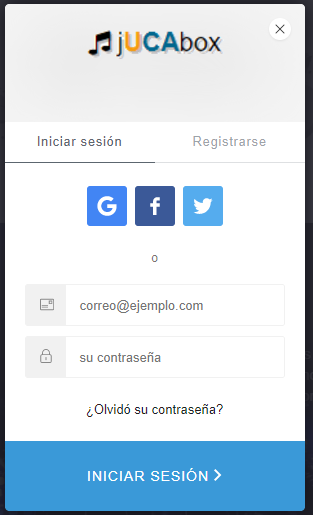 jUCAbox
Iniciar sesión
Registrarse
o
correo@ejemplo.com
su contraseña
¿Olvidó su contraseña?
INICIAR SESIÓN